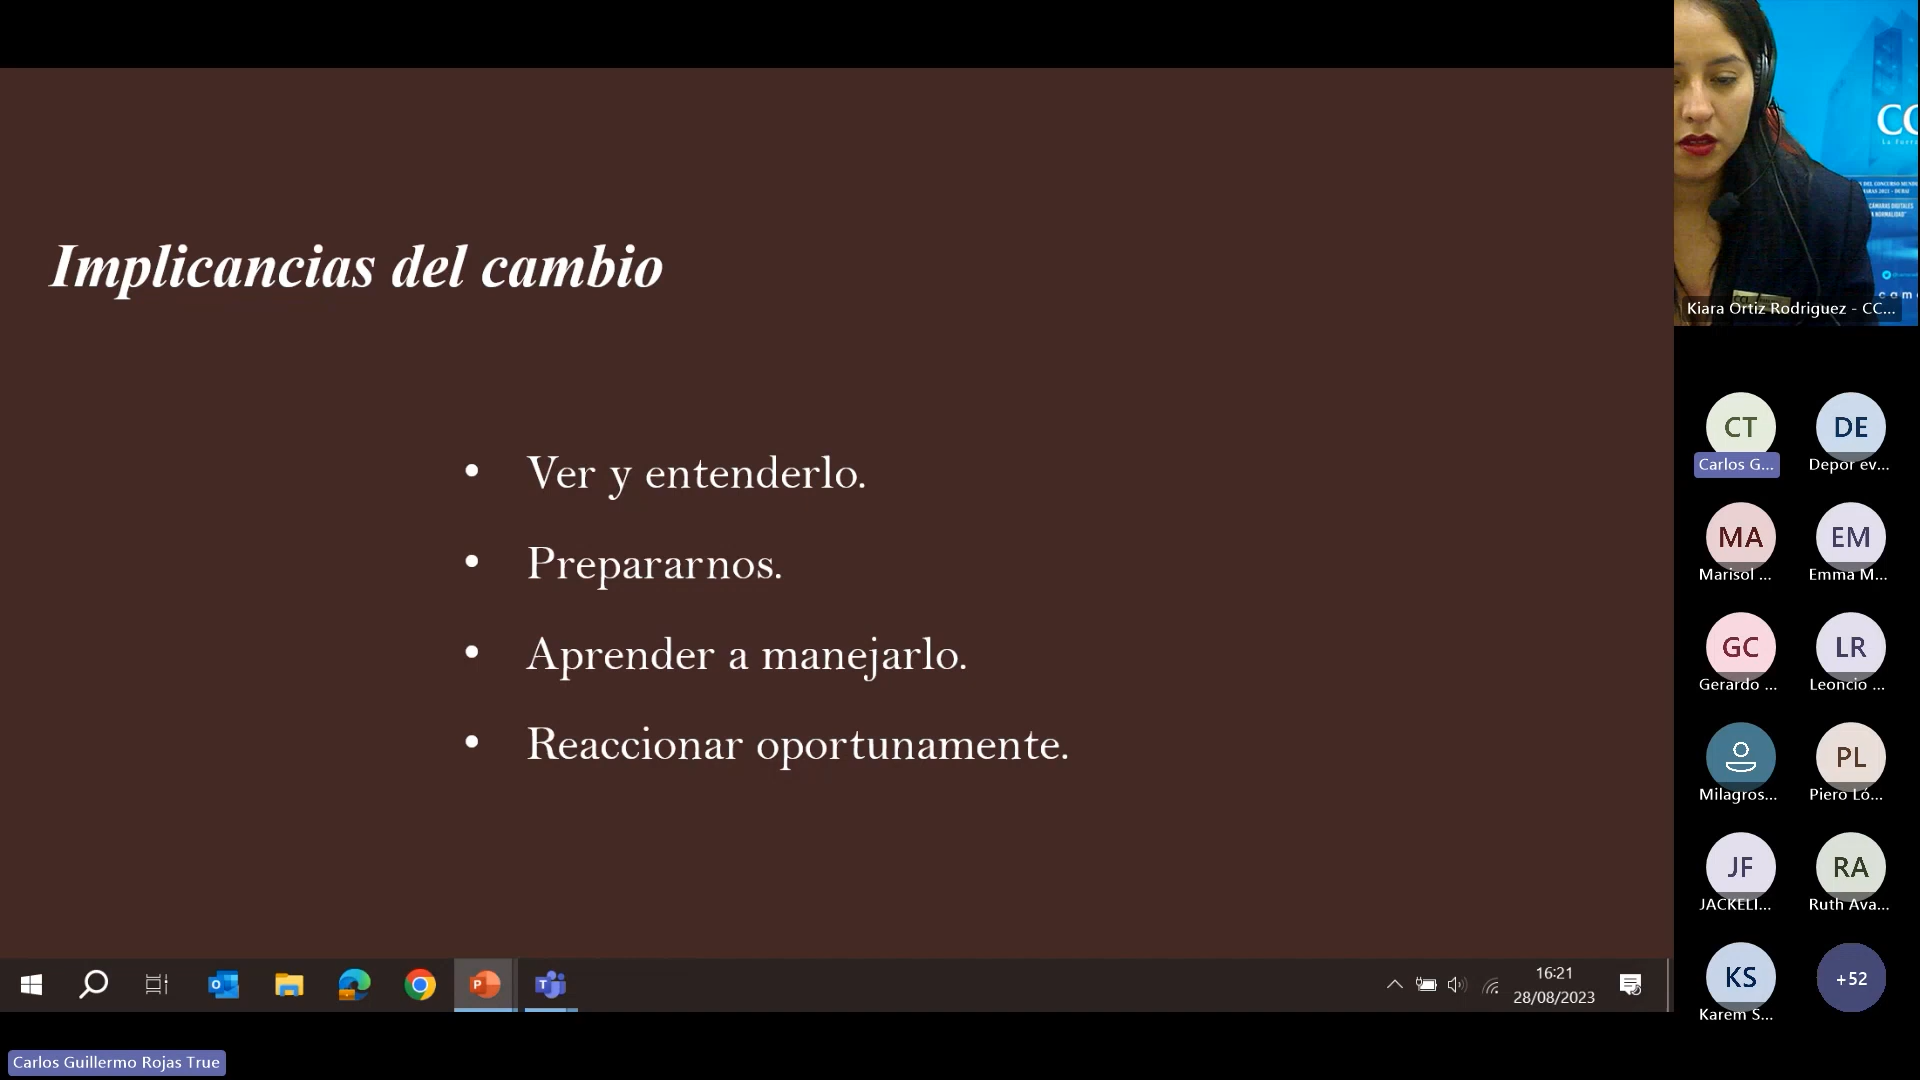 Implicancias del cambio
• Ver y entenderlo.
• Prepararnos.
• Aprender a manejarlo.
• Reaccionar oportunamente.
16:21
28/08/2023
Carlos Guillermo Rojas True
CC
Kiara Ortiz Rodriguez - CC...
CT DE
Carlos G... Depor ev...
MA EM
Marisol ... Emma M...
GC LR
Gerardo ... Leoncio ...
PL
Milagros... Piero Ló...
JF RA
JACKELI... Ruth Ava...
KS +52
Karem S...